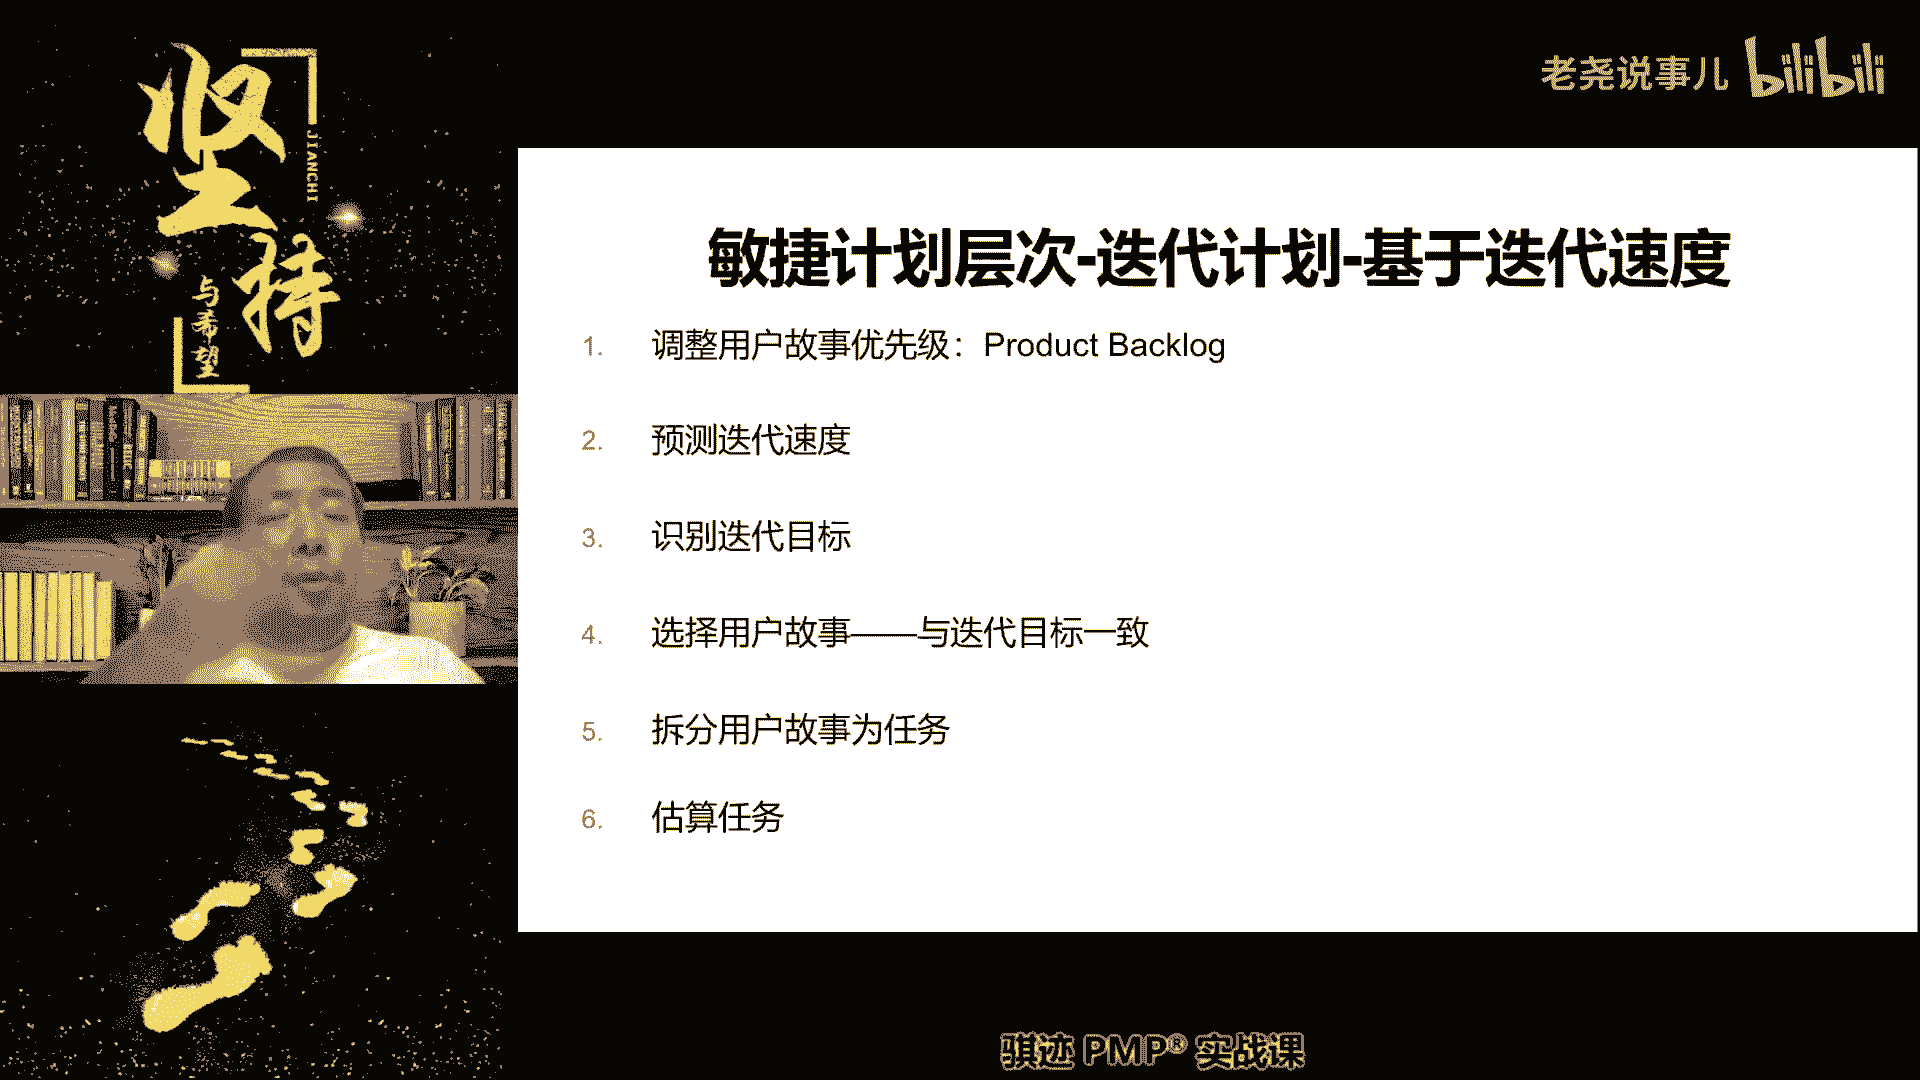 坚持
JIANCHI
与希望
老尧说事儿 bilibili
敏捷计划层次-迭代计划-基于迭代速度
1. 调整用户故事优先级：Product Backlog
2. 预测迭代速度
3. 识别迭代目标
4. 选择用户故事——与迭代目标一致
5. 拆分用户故事为任务
6. 估算任务
骐迹 PMP® 实战课